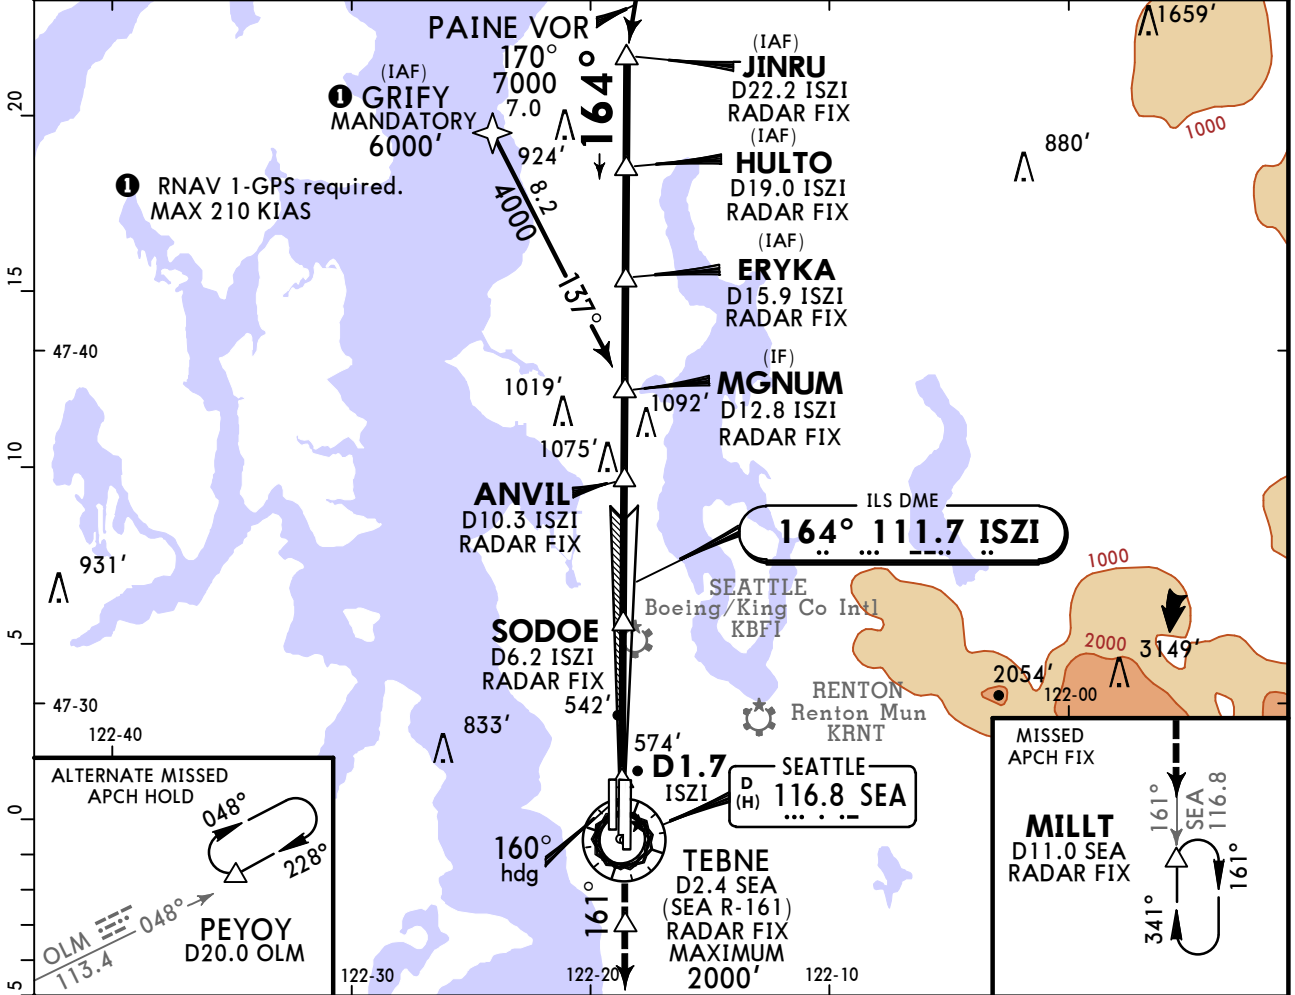 PAINE VOR
170°
7000
7.0
164°
(IAF)
❶ GRIFY
MANDATORY
6000'
924'
❶ RNAV 1-GPS required.
MAX 210 KIAS
8.2
4000
137°
(IAF)
JINRU
D22.2 ISZI
RADAR FIX
(IAF)
HULTO
D19.0 ISZI
RADAR FIX
(IAF)
ERYKA
D15.9 ISZI
RADAR FIX
(IF)
MGNUM
D12.8 ISZI
RADAR FIX
1659'
1000
880'
20
15
47-40
10
5
47-30
0
5
1019'
1092'
1075'
ANVIL
D10.3 ISZI
RADAR FIX
ILS DME
164° 111.7 ISZI
931'
SEATTLE
Boeing/King Co Intl
KBFI
SODOE
D6.2 ISZI
RADAR FIX
542'
RENTON
Renton Mun
KRNT
1000
2000
3149'
2054'
122-00
122-40
833'
574'
D1.7
ISZI
SEATTLE
D
(H)
116.8 SEA
160°
hdg
161°
TEBNE
D2.4 SEA
(SEA R-161)
RADAR FIX
MAXIMUM
2000'
122-30
122-20
122-10
ALTERNATE MISSED
APCH HOLD
048°
228°
OLM
113.4
048°
PEYOY
D20.0 OLM
MISSED
APCH FIX
161°
SEA
116.8
MILLT
D11.0 SEA
RADAR FIX
341°
161°